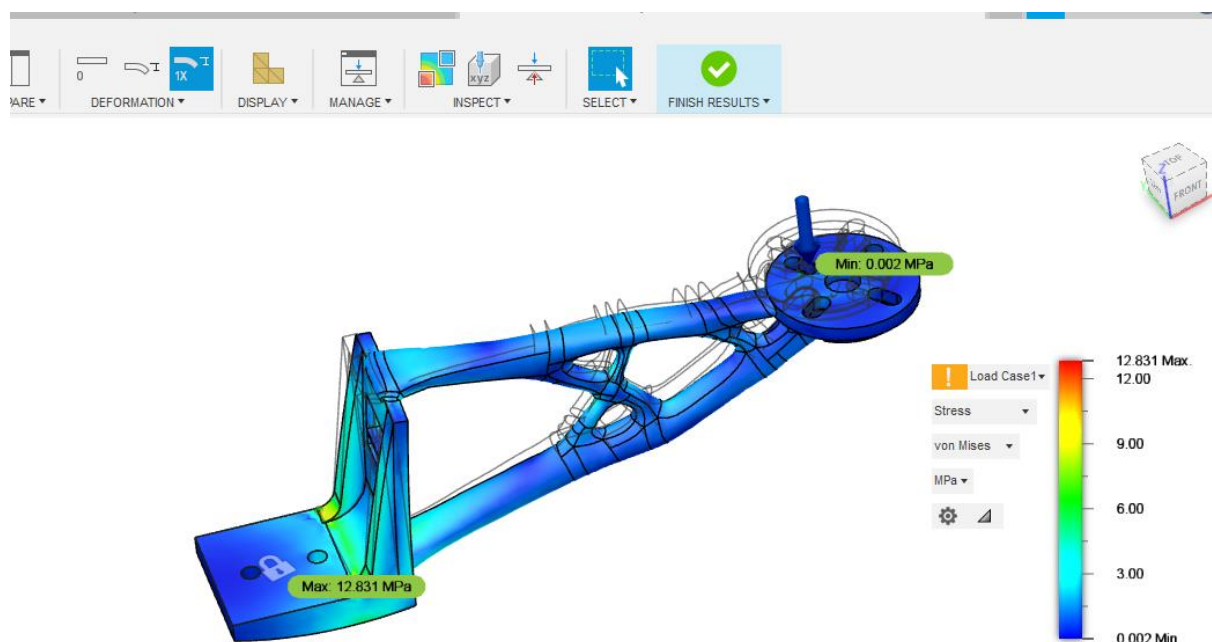 0
1X
xyz
PARE ▾
DEFORMATION ▾
DISPLAY ▾
MANAGE ▾
INSPECT ▾
SELECT ▾
FINISH RESULTS ▾
TOP
Z
FRONT
Min: 0.002 MPa
Max: 12.831 MPa
! Load Case1 ▾
Stress ▾
von Mises ▾
MPa ▾
12.831 Max.
12.00
9.00
6.00
3.00
0.002 Min